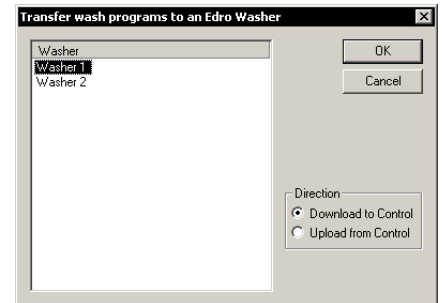 Transfer wash programs to an Edro Washer
Washer
Washer 1
Washer 2
OK
Cancel
Direction
Download to Control
Upload from Control